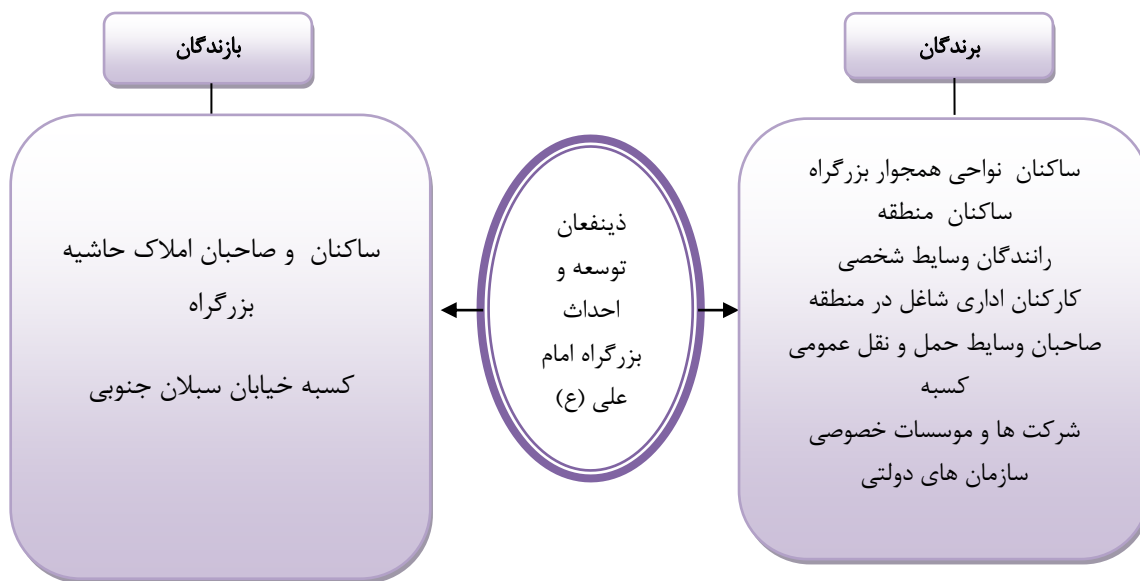 برندگان
ساکنان نواحی همجوار بزرگراه
ساکنان منطقه
رانندگان وسایط شخصی
کارکنان اداری شاغل در منطقه
صاحبان وسایط حمل و نقل عمومی
کسبه
شرکت ها و موسسات خصوصی
سازمان های دولتی
ذینفعان
توسعه و
احداث
بزرگراه امام
علی (ع)
بازندگان
ساکنان و صاحبان املاک حاشیه
بزرگراه
کسبه خیابان سبلان جنوبی